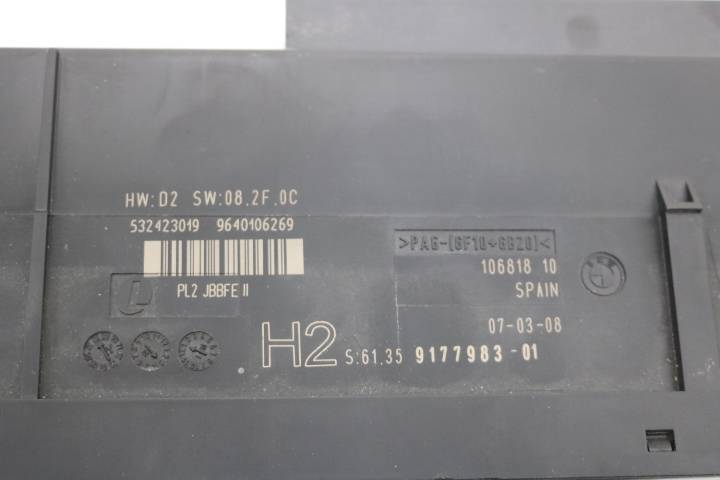 HW:D2 SW:08.2F.0C
532423019 9640106269
PL2 JBBFE II
>PA6-(GF10+GB20)<
106818 10
SPAIN
07-03-08
H2 S:61.35 9177983-01